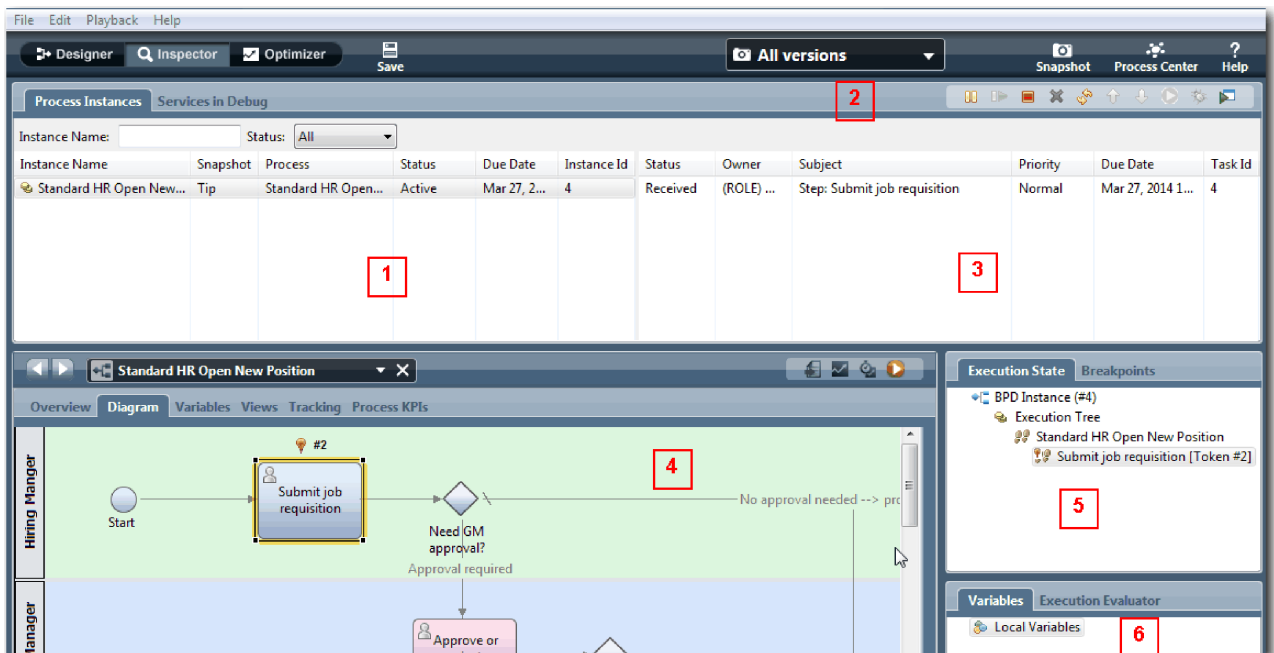 File Edit Playback Help
Designer Inspector Optimizer Save All versions Snapshot Process Center Help
Process Instances Services in Debug 2
Instance Name: Status: All
Instance Name Snapshot Process Status Due Date Instance Id Status Owner Subject Priority Due Date Task Id
Standard HR Open New... Tip Standard HR Open... Active Mar 27, 2... 4 Received (ROLE) ... Step: Submit job requisition Normal Mar 27, 2014 1... 4
1
3
Standard HR Open New Position
Overview Diagram Variables Views Tracking Process KPIs
Hiring Manger
#2
Submit job
requisition
Start
Need GM
approval?
Approval required
4
No approval needed --> pro
Manager
Approve or
Execution State Breakpoints
BPD Instance (#4)
Execution Tree
Standard HR Open New Position
Submit job requisition [Token #2]
5
Variables Execution Evaluator
Local Variables
6